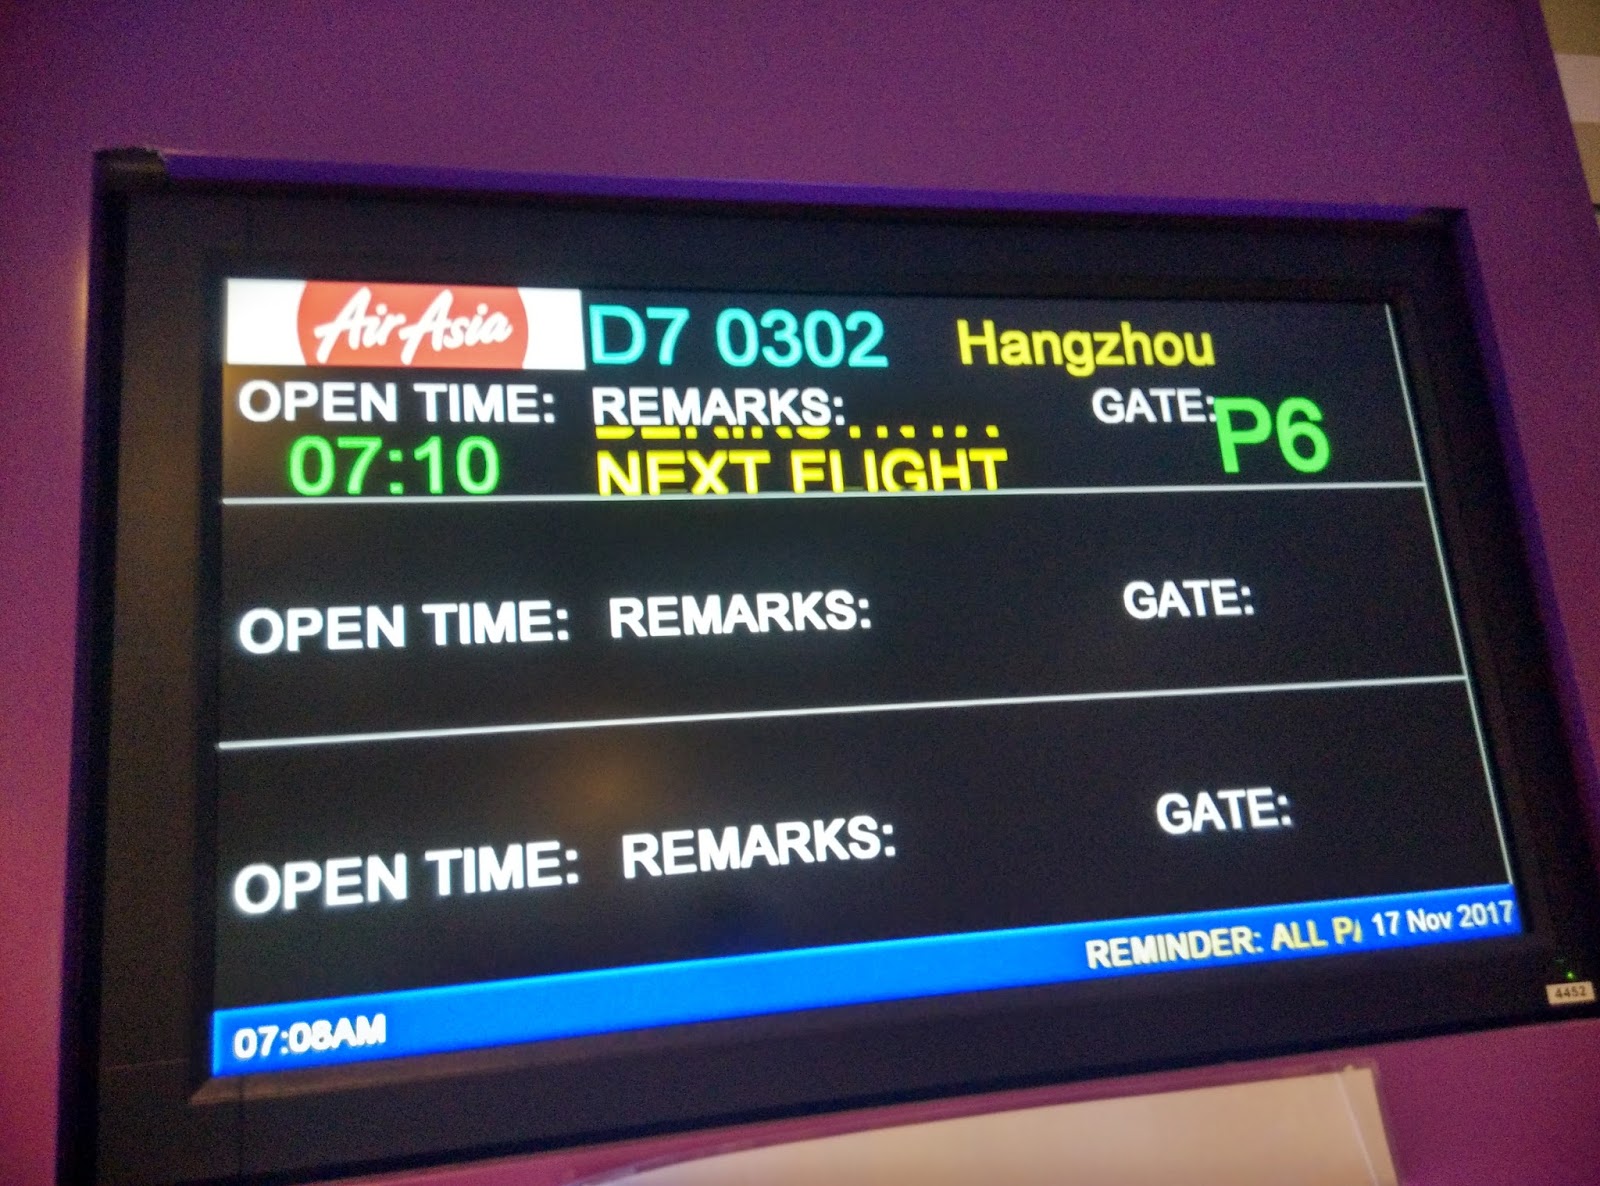 AirAsia D7 0302 Hangzhou
OPEN TIME: REMARKS: GATE:
07:10 NEXT FLIGHT P6
OPEN TIME: REMARKS: GATE:
OPEN TIME: REMARKS: GATE:
REMINDER: ALL 17 Nov 2017
07:08AM
4452